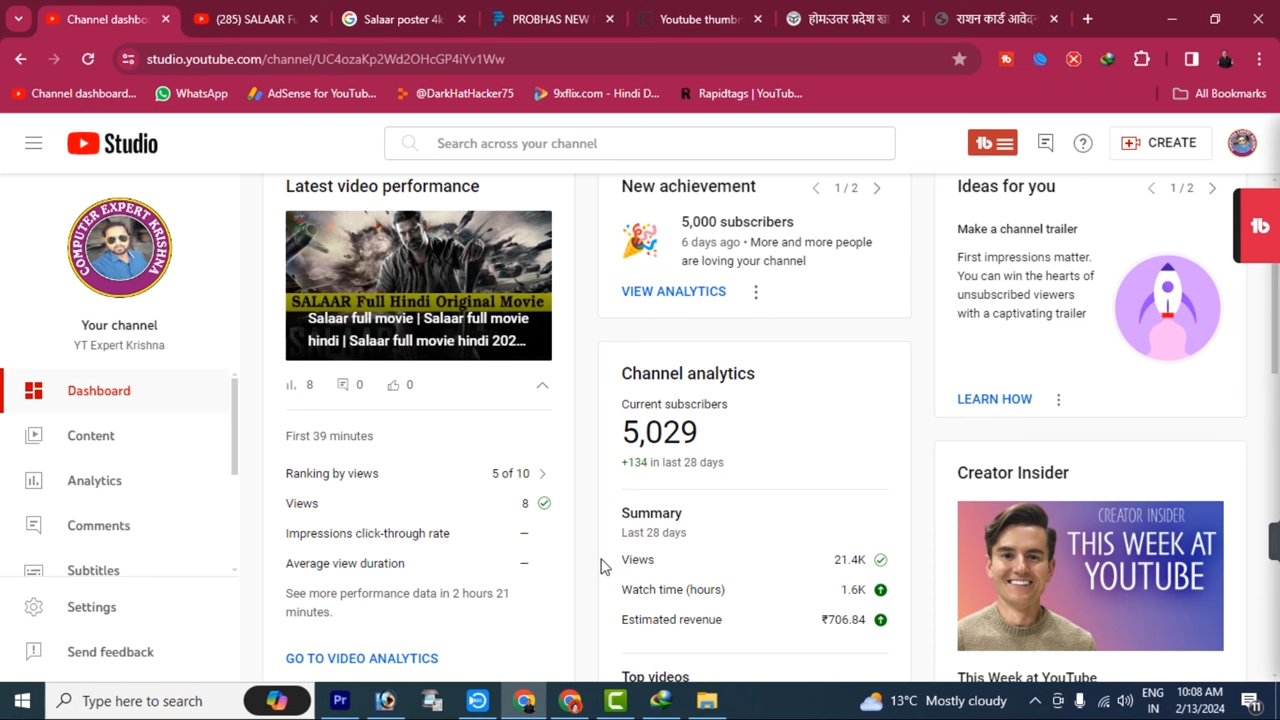 Channel dashbo
(285) SALAAR Fu
Salaar poster 4k
PROBHAS NEW
Youtube thumbn
होम:उतर प्रदेश खा
राशन कार्ड आवेदन
studio.youtube.com/channel/UC4ozaKp2Wd2OHcGP4iYv1Ww
Channel dashboard...
WhatsApp
AdSense for YouTub...
@DarkHatHacker75
9xflix.com - Hindi D...
Rapidtags | YouTub...
All Bookmarks
Studio
Search across your channel
CREATE
COMPUTER EXPERT KRISHNA
Your channel
YT Expert Krishna
Dashboard
Content
Analytics
Comments
Subtitles
Settings
Send feedback
Latest video performance
SALAAR Full Hindi Original Movie
Salaar full movie | Salaar full movie
hindi | Salaar full movie hindi 202...
8 0 0
First 39 minutes
Ranking by views 5 of 10
Views 8
Impressions click-through rate –
Average view duration –
See more performance data in 2 hours 21
minutes.
GO TO VIDEO ANALYTICS
New achievement 1 / 2
5,000 subscribers
6 days ago • More and more people
are loving your channel
VIEW ANALYTICS
Channel analytics
Current subscribers
5,029
+134 in last 28 days
Summary
Last 28 days
Views 21.4K
Watch time (hours) 1.6K
Estimated revenue ₹706.84
Top videos
Ideas for you 1 / 2
Make a channel trailer
First impressions matter.
You can win the hearts of
unsubscribed viewers
with a captivating trailer
LEARN HOW
Creator Insider
CREATOR INSIDER
THIS WEEK AT
YOUTUBE
This Week at YouTube
Type here to search
Pr
13°C Mostly cloudy
ENG
IN
10:08 AM
2/13/2024
11